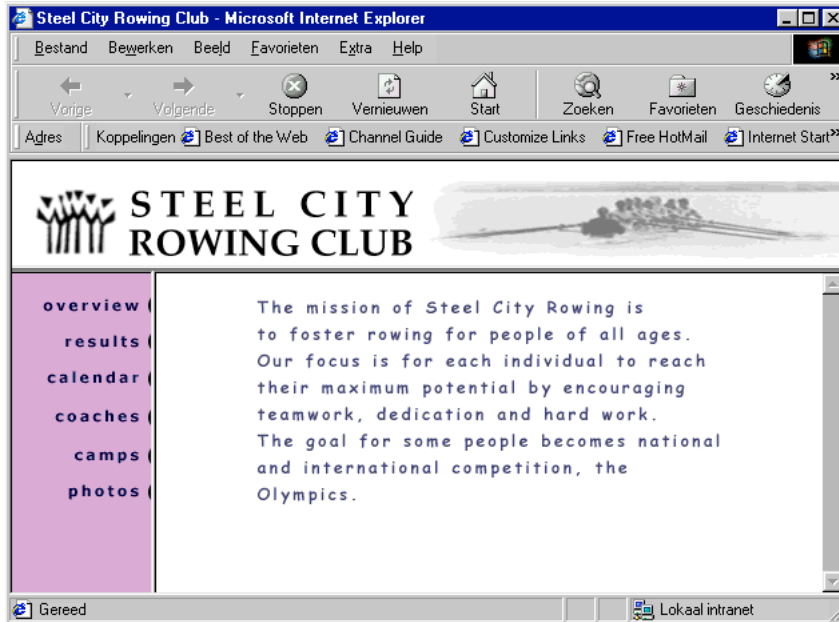 Steel City Rowing Club - Microsoft Internet Explorer
Bestand Bewerken Beeld Favorieten Extra Help
Vorige Volgende Stoppen Vernieuwen Start Zoeken Favorieten Geschiedenis »
Adres Koppelingen Best of the Web Channel Guide Customize Links Free HotMail Internet Start »
STEEL CITY
ROWING CLUB
overview
results
calendar
coaches
camps
photos
The mission of Steel City Rowing is
to foster rowing for people of all ages.
Our focus is for each individual to reach
their maximum potential by encouraging
teamwork, dedication and hard work.
The goal for some people becomes national
and international competition, the
Olympics.
Gereed Lokaal intranet